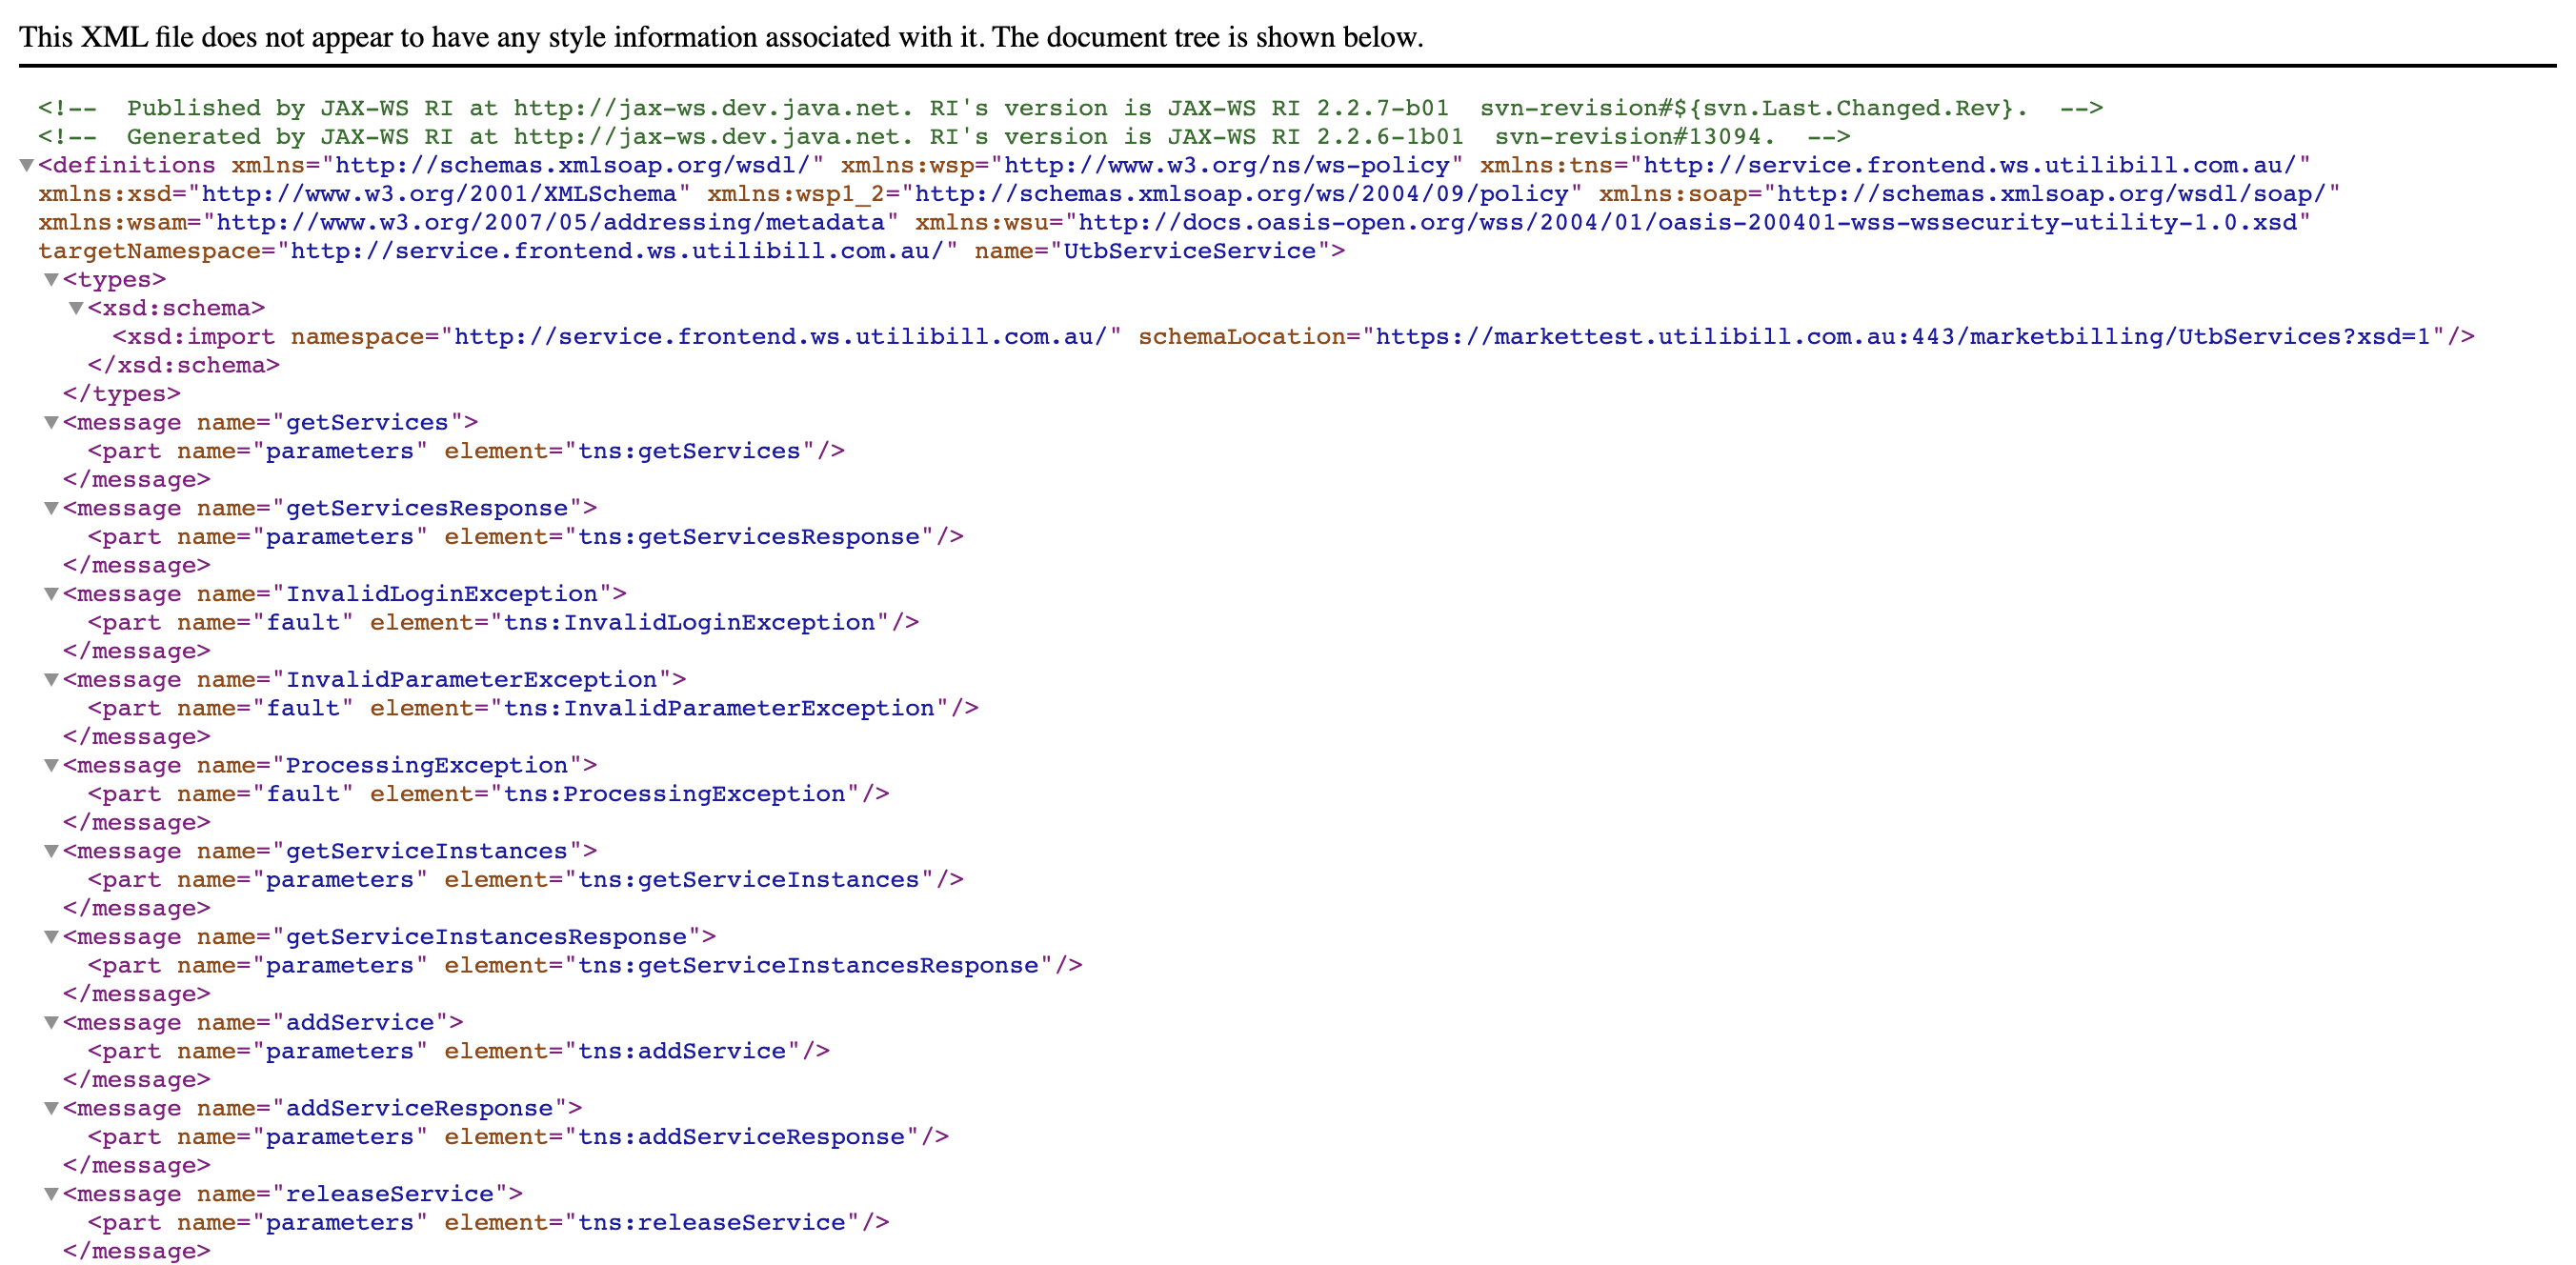 This XML file does not appear to have any style information associated with it. The document tree is shown below.
<!--  Published by JAX-WS RI at http://jax-ws.dev.java.net. RI's version is JAX-WS RI 2.2.7-b01  svn-revision#${svn.Last.Changed.Rev}.  -->
<!--  Generated by JAX-WS RI at http://jax-ws.dev.java.net. RI's version is JAX-WS RI 2.2.6-1b01  svn-revision#13094.  -->
▼<definitions xmlns="http://schemas.xmlsoap.org/wsdl/" xmlns:wsp="http://www.w3.org/ns/ws-policy" xmlns:tns="http://service.frontend.ws.utilibill.com.au/"
xmlns:xsd="http://www.w3.org/2001/XMLSchema" xmlns:wsp1_2="http://schemas.xmlsoap.org/ws/2004/09/policy" xmlns:soap="http://schemas.xmlsoap.org/wsdl/soap/"
xmlns:wsam="http://www.w3.org/2007/05/addressing/metadata" xmlns:wsu="http://docs.oasis-open.org/wss/2004/01/oasis-200401-wss-wssecurity-utility-1.0.xsd"
targetNamespace="http://service.frontend.ws.utilibill.com.au/" name="UtbServiceService">
▼<types>
▼<xsd:schema>
<xsd:import namespace="http://service.frontend.ws.utilibill.com.au/" schemaLocation="https://markettest.utilibill.com.au:443/marketbilling/UtbServices?xsd=1"/>
</xsd:schema>
</types>
▼<message name="getServices">
<part name="parameters" element="tns:getServices"/>
</message>
▼<message name="getServicesResponse">
<part name="parameters" element="tns:getServicesResponse"/>
</message>
▼<message name="InvalidLoginException">
<part name="fault" element="tns:InvalidLoginException"/>
</message>
▼<message name="InvalidParameterException">
<part name="fault" element="tns:InvalidParameterException"/>
</message>
▼<message name="ProcessingException">
<part name="fault" element="tns:ProcessingException"/>
</message>
▼<message name="getServiceInstances">
<part name="parameters" element="tns:getServiceInstances"/>
</message>
▼<message name="getServiceInstancesResponse">
<part name="parameters" element="tns:getServiceInstancesResponse"/>
</message>
▼<message name="addService">
<part name="parameters" element="tns:addService"/>
</message>
▼<message name="addServiceResponse">
<part name="parameters" element="tns:addServiceResponse"/>
</message>
▼<message name="releaseService">
<part name="parameters" element="tns:releaseService"/>
</message>